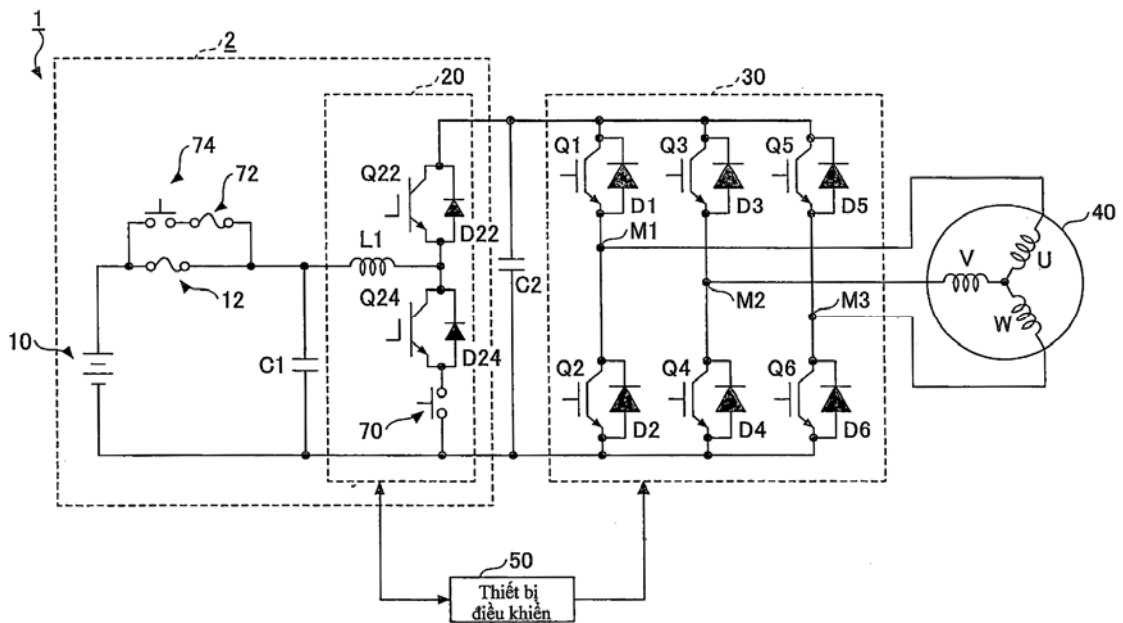 1
2
20
30
74
72
Q22
D22
L1
12
Q24
D24
10
C1
70
C2
Q1
D1
Q3
D3
Q5
D5
M1
M2
M3
40
V
U
W
Q2
D2
Q4
D4
Q6
D6
50
Thiết bị
điều khiển